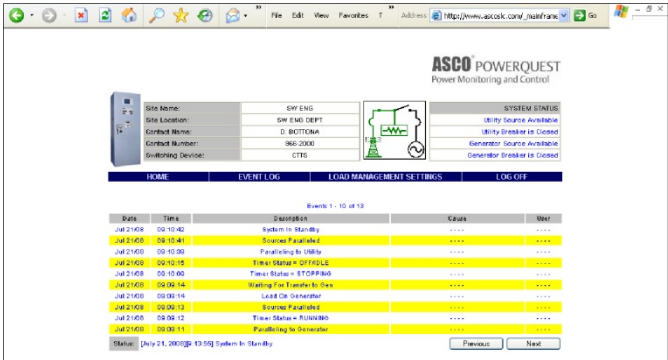 File Edit View Favorites T
Address http://www.ascoslc.com/_mainframe Go
ASCO® POWERQUEST
Power Monitoring and Control
Site Name: SW ENG SYSTEM STATUS
Site Location: SW ENG DEPT Utility Source Available
Contact Name: D. BOTTONA Utility Breaker is Closed
Contact Number: 966-2000 Generator Source Available
Switching Device: CTTS Generator Breaker is Closed
HOME EVENT LOG LOAD MANAGEMENT SETTINGS LOG OFF
Events 1 - 10 of 13
Date Time Description Cause User
Jul 21/08 09:10:42 System In Standby ---- ----
Jul 21/08 09:10:41 Sources Paralleled ---- ----
Jul 21/08 Paralleling to Utility ---- ----
Jul 21/08 09:10:15 Timer Status = ---- ----
Jul 21/08 09:10:00 Timer Status = STOPPING ---- ----
Jul 21/08 09:09:14 Waiting For Transfer to Gen ---- ----
Jul 21/08 09:09:14 Load On Generator ---- ----
Jul 21/08 09:09:13 Sources Paralleled ---- ----
Jul 21/08 09:09:12 Timer Status = RUNNING ---- ----
Jul 21/08 09:09:11 Paralleling to Generator ---- ----
Status: [July 21, 2008][9:13:56] System In Standby Previous Next